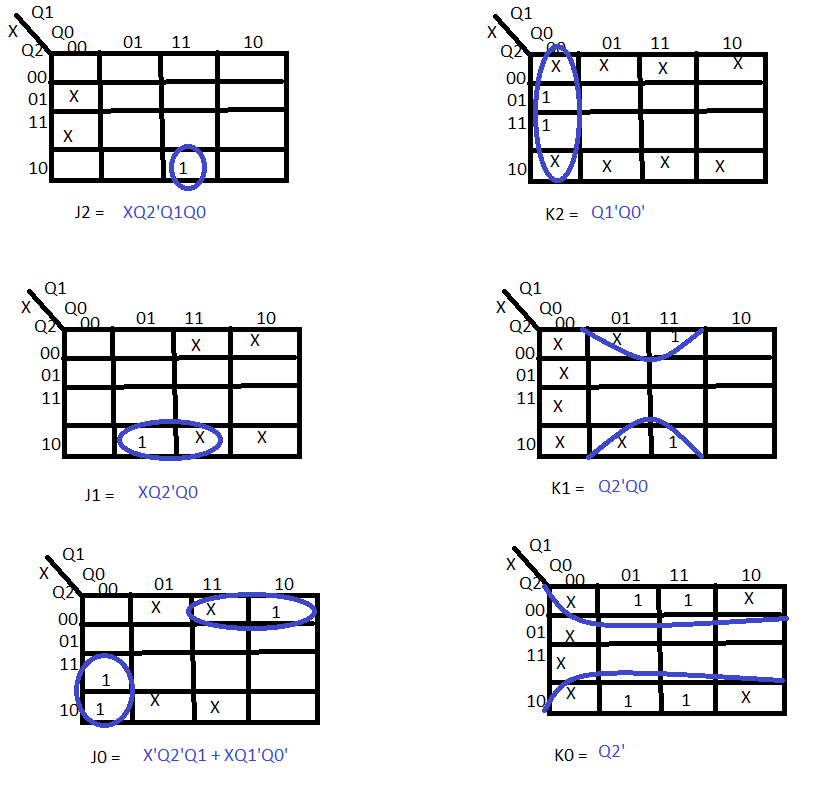 Q1
X Q0
Q2 00 01 11 10
00
01 X
11 X
10 1
J2 = XQ2'Q1Q0
Q1
X Q0
Q2 00 01 11 10
00 X X X X
01 1
11 1
10 X X X X
K2 = Q1'Q0'
Q1
X Q0
Q2 00 01 11 10
00 X X
01
11
10 1 X X
J1 = XQ2'Q0
Q1
X Q0
Q2 00 01 11 10
00 X X 1
01 X
11 X
10 X X 1
K1 = Q2'Q0
Q1
X Q0
Q2 00 01 11 10
00 X X 1
01
11 1
10 1 X X
J0 = X'Q2'Q1 + XQ1'Q0'
Q1
X Q0
Q2 00 01 11 10
00 X 1 1 X
01 X
11 X
10 X 1 1 X
K0 = Q2'